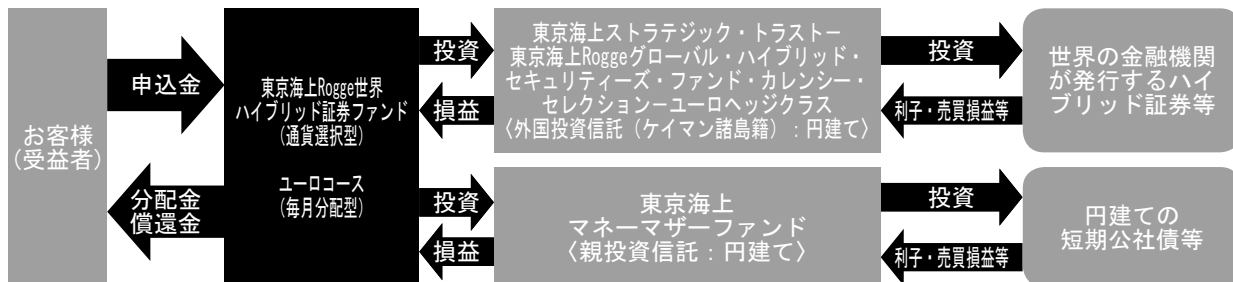 お客様
(受益者)
申込金
分配金
償還金
東京海上Rogge世界
ハイブリッド証券ファンド
(通貨選択型)
ユーロコース
(毎月分配型)
投資
損益
東京海上ストラテジック・トラストー
東京海上Roggeグローバル・ハイブリッド・
セキュリティーズ・ファンド・カレンシー・
セレクションーユーロヘッジクラス
〈外国投資信託（ケイマン諸島籍）：円建て〉
投資
利子・売買損益等
世界の金融機関
が発行するハイ
ブリッド証券等
投資
損益
東京海上
マネーマザーファンド
〈親投資信託：円建て〉
投資
利子・売買損益等
円建ての
短期公社債等